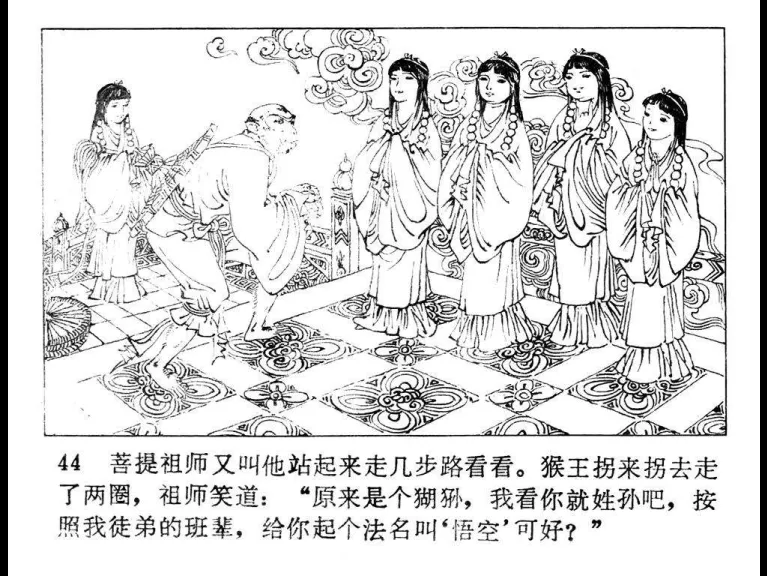 44 菩提祖师又叫他站起来走几步路看看。猴王拐来拐去走
了两圈，祖师笑道：“原来是个猢狲，我看你就姓孙吧，按
照我徒弟的班辈，给你起个法名叫‘悟空’可好？”